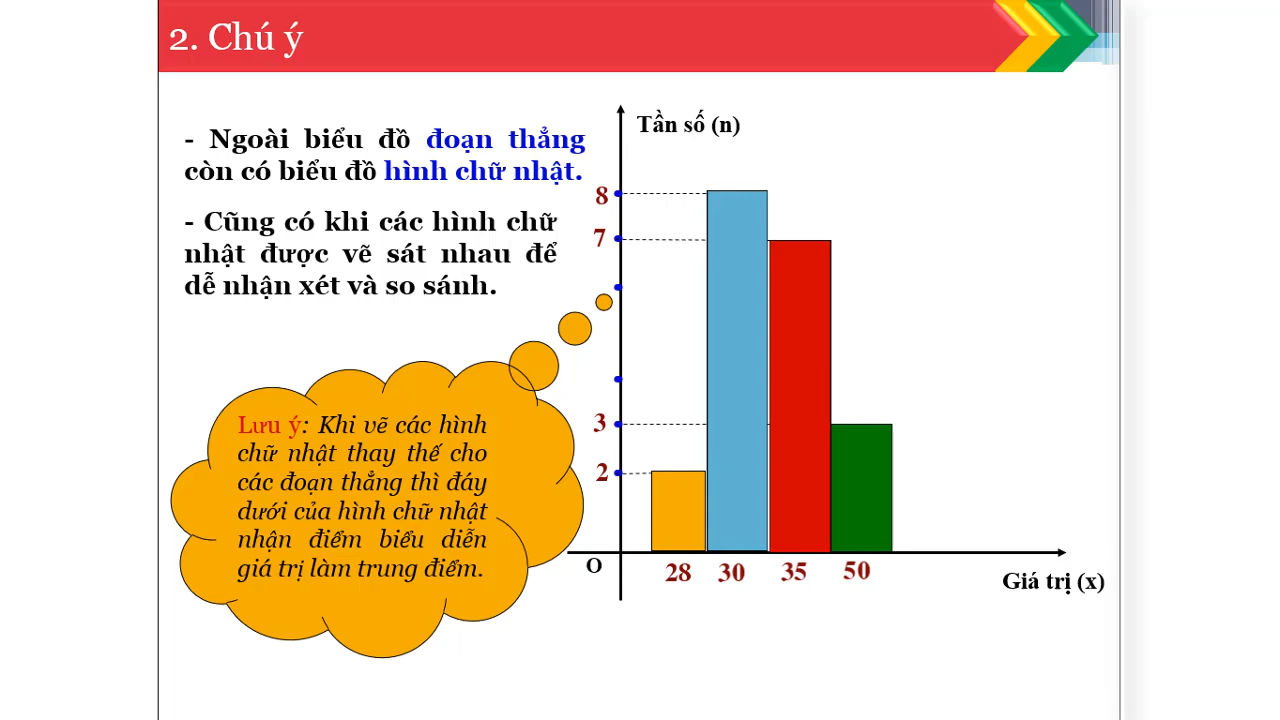 2. Chú ý
- Ngoài biểu đồ đoạn thẳng
còn có biểu đồ hình chữ nhật.
- Cũng có khi các hình chữ
nhật được vẽ sát nhau để
dễ nhận xét và so sánh.
Lưu ý: Khi vẽ các hình
chữ nhật thay thế cho
các đoạn thẳng thì đáy
dưới của hình chữ nhật
nhận điểm biểu diễn
giá trị làm trung điểm.
Tần số (n)
8
7
3
2
O
28 30 35 50
Giá trị (x)